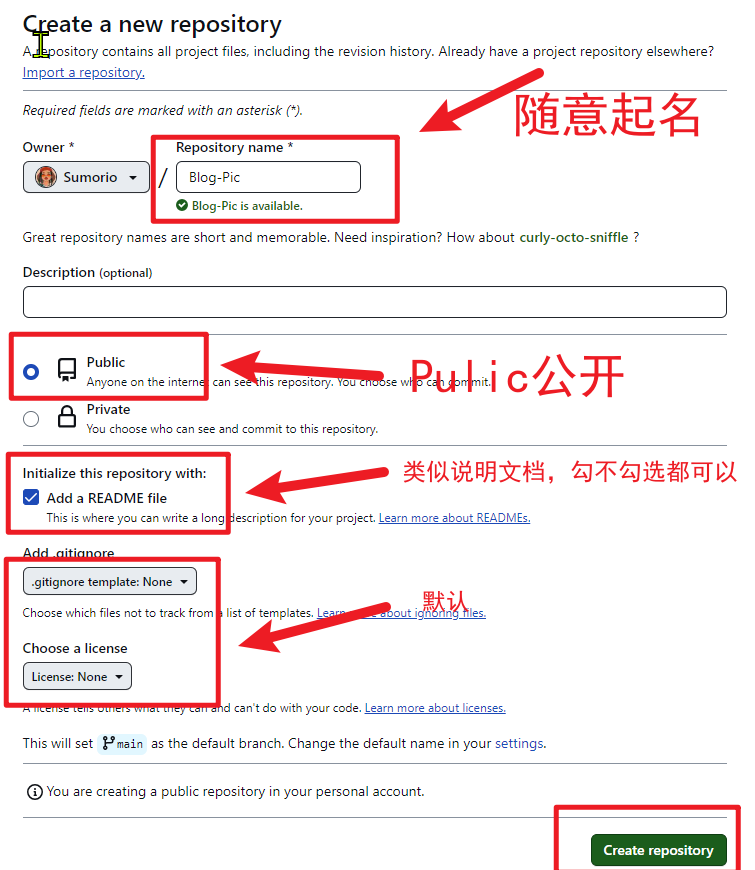 Create a new repository
A repository contains all project files, including the revision history. Already have a project repository elsewhere?
Import a repository.
Required fields are marked with an asterisk (*).
随意起名
Owner *
Repository name *
Sumorio
/
Blog-Pic
Blog-Pic is available.
Great repository names are short and memorable. Need inspiration? How about curly-octo-sniffle ?
Description (optional)
Public
Anyone on the internet can see this repository. You choose who can commit.
Pulic公开
Private
You choose who can see and commit to this repository.
Initialize this repository with:
类似说明文档，勾不勾选都可以
Add a README file
This is where you can write a long description for your project. Learn more about READMEs.
Add .gitignore
.gitignore template: None
默认
Choose which files not to track from a list of templates. Learn more about ignoring files.
Choose a license
License: None
A license tells others what they can and can't do with your code. Learn more about licenses.
This will set main as the default branch. Change the default name in your settings.
You are creating a public repository in your personal account.
Create repository